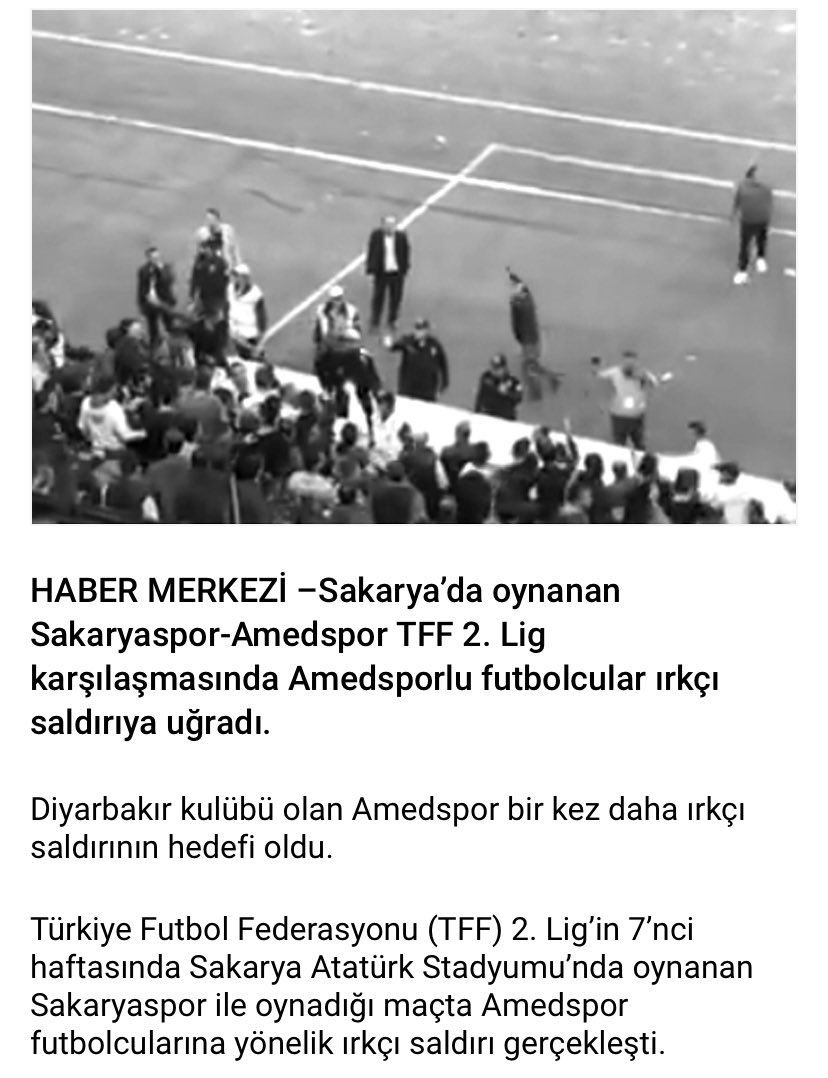 HABER MERKEZİ –Sakarya’da oynanan
Sakaryaspor-Amedspor TFF 2. Lig
karşılaşmasında Amedsporlu futbolcular ırkçı
saldırıya uğradı.
Diyarbakır kulübü olan Amedspor bir kez daha ırkçı
saldırının hedefi oldu.
Türkiye Futbol Federasyonu (TFF) 2. Lig’in 7’nci
haftasında Sakarya Atatürk Stadyumu’nda oynanan
Sakaryaspor ile oynadığı maçta Amedspor
futbolcularına yönelik ırkçı saldırı gerçekleşti.